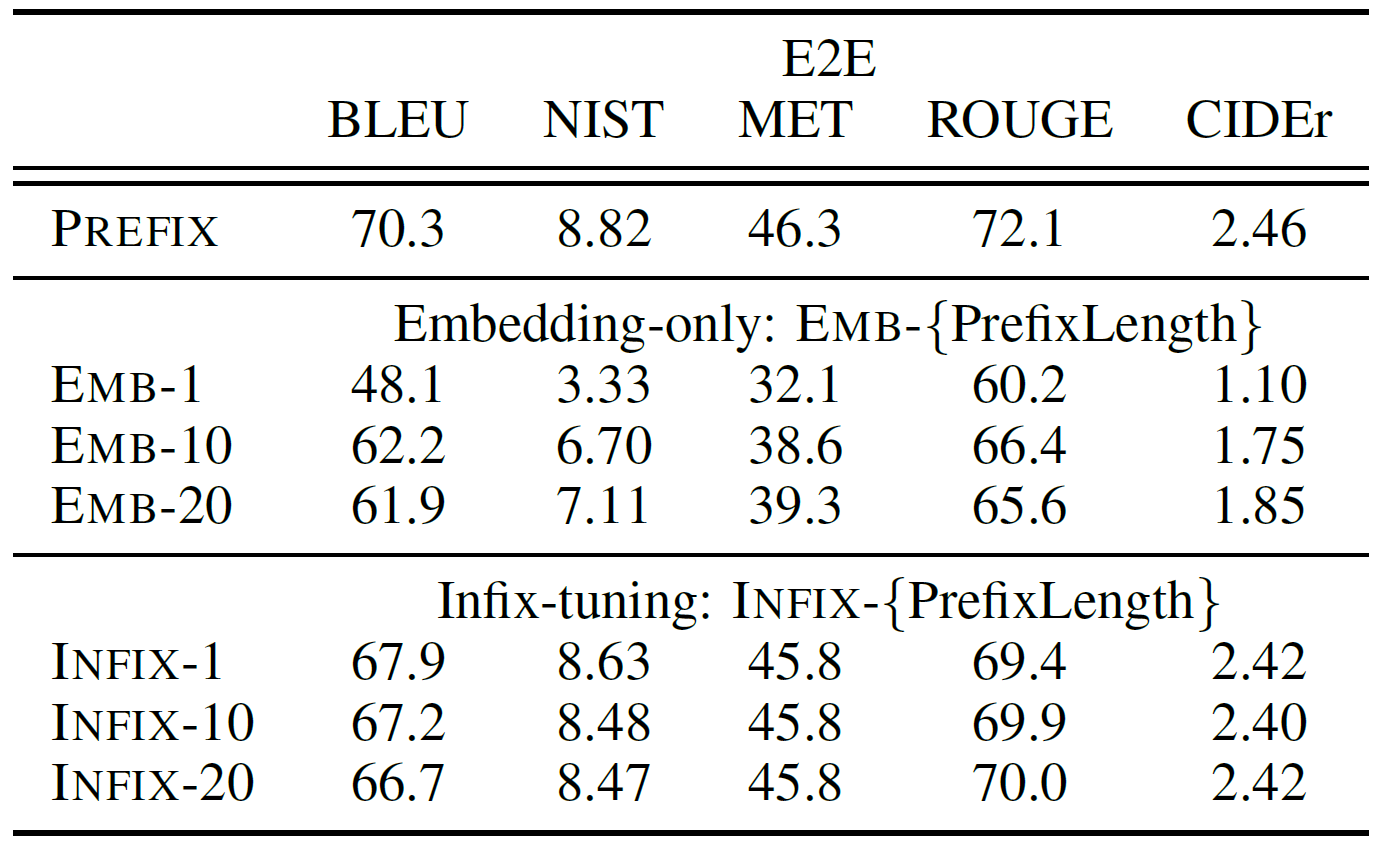 E2E
BLEU NIST MET ROUGE CIDEr
PREFIX 70.3 8.82 46.3 72.1 2.46
Embedding-only: EMB-{PrefixLength}
EMB-1 48.1 3.33 32.1 60.2 1.10
EMB-10 62.2 6.70 38.6 66.4 1.75
EMB-20 61.9 7.11 39.3 65.6 1.85
Infix-tuning: INFIX-{PrefixLength}
INFIX-1 67.9 8.63 45.8 69.4 2.42
INFIX-10 67.2 8.48 45.8 69.9 2.40
INFIX-20 66.7 8.47 45.8 70.0 2.42